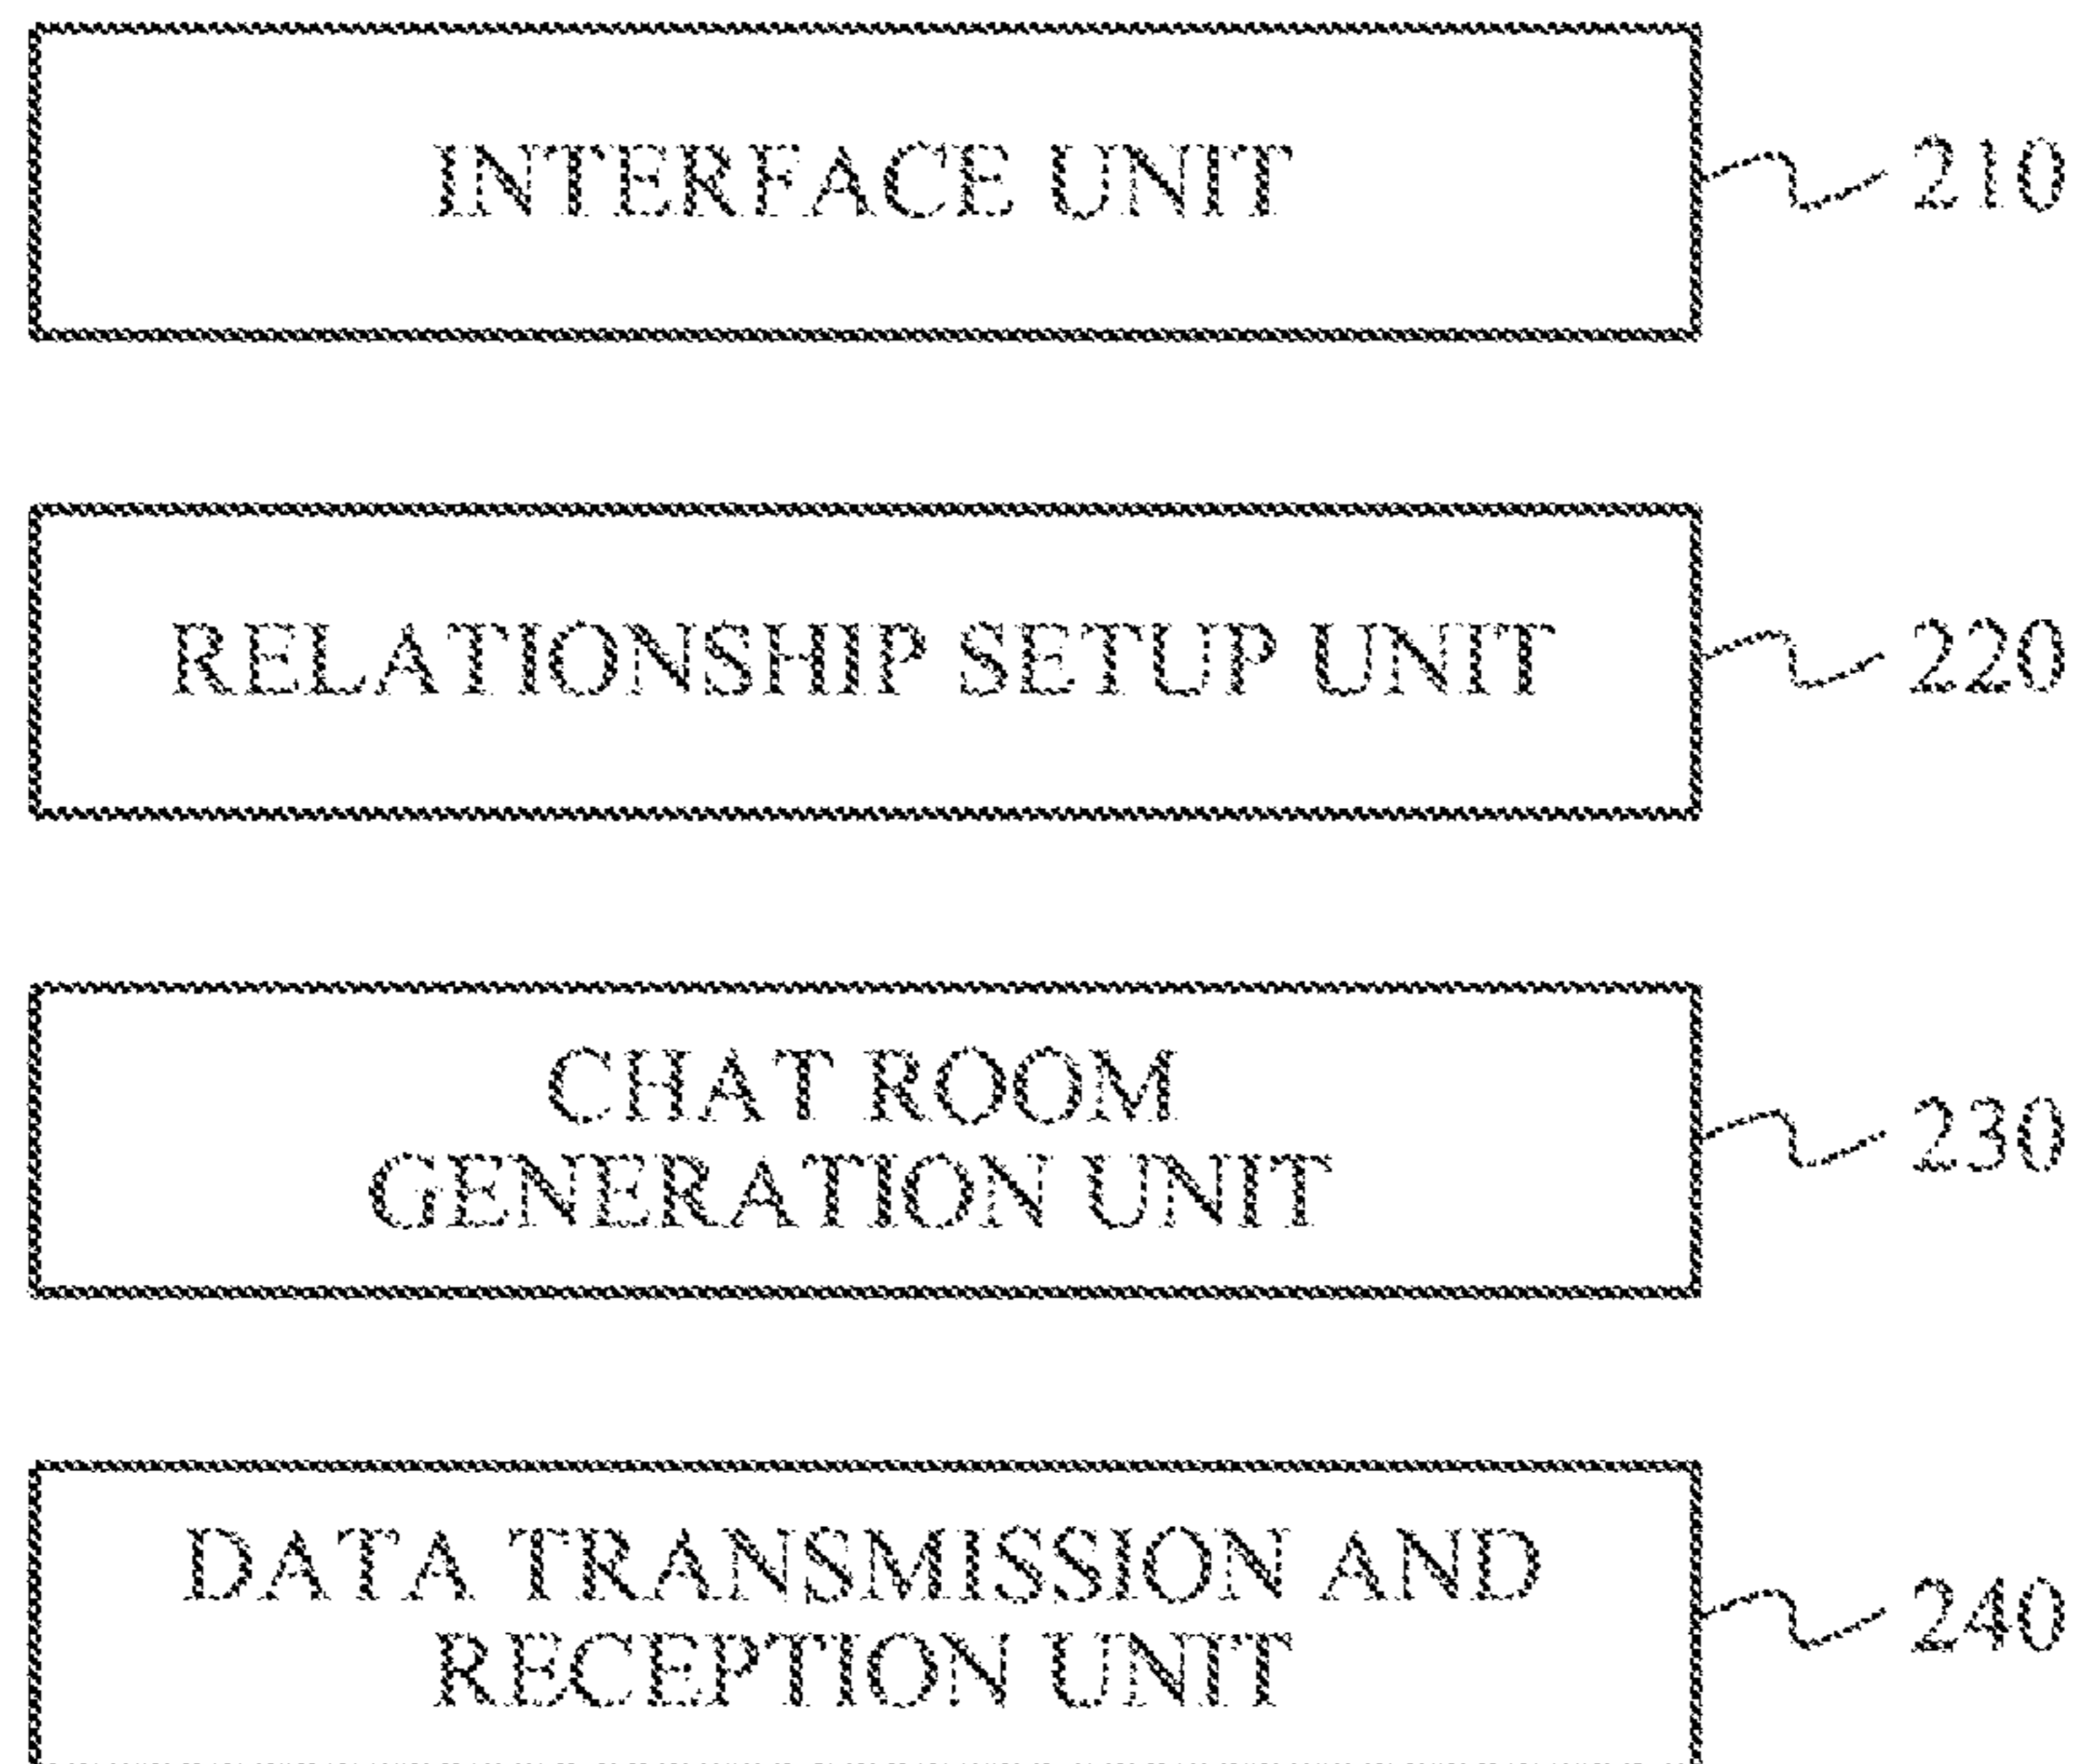 INTERFACE UNIT
210
RELATIONSHIP SETUP UNIT
220
CHAT ROOM
GENERATION UNIT
230
DATA TRANSMISSION AND
RECEPTION UNIT
240